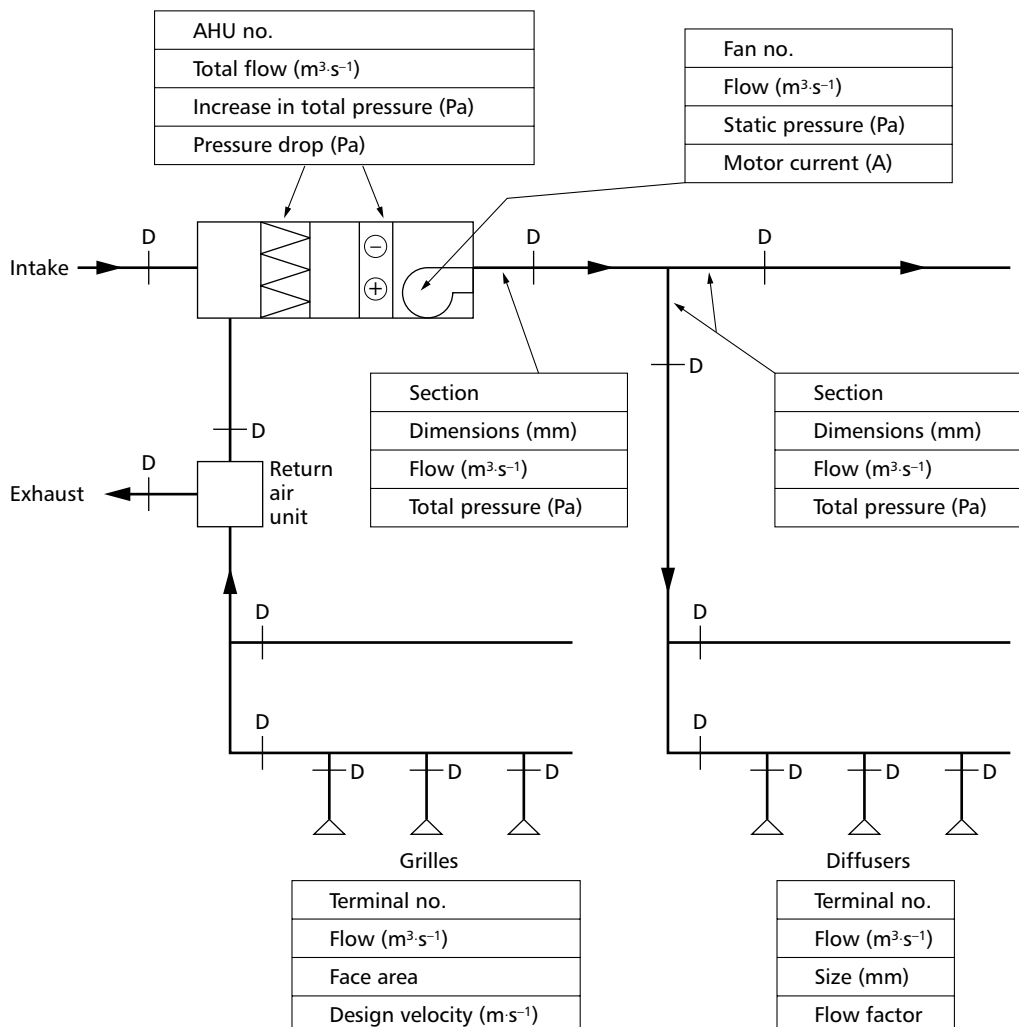 AHU no.
Total flow (m³·s⁻¹)
Increase in total pressure (Pa)
Pressure drop (Pa)
Fan no.
Flow (m³·s⁻¹)
Static pressure (Pa)
Motor current (A)
D
D
D
Intake
−
+
D
Section
Dimensions (mm)
Flow (m³·s⁻¹)
Total pressure (Pa)
Section
Dimensions (mm)
Flow (m³·s⁻¹)
Total pressure (Pa)
D
D
Exhaust
Return
air
unit
D
D
D
D
D
D
D
D
D
D
Grilles
Diffusers
Terminal no.
Flow (m³·s⁻¹)
Face area
Design velocity (m·s⁻¹)
Terminal no.
Flow (m³·s⁻¹)
Size (mm)
Flow factor